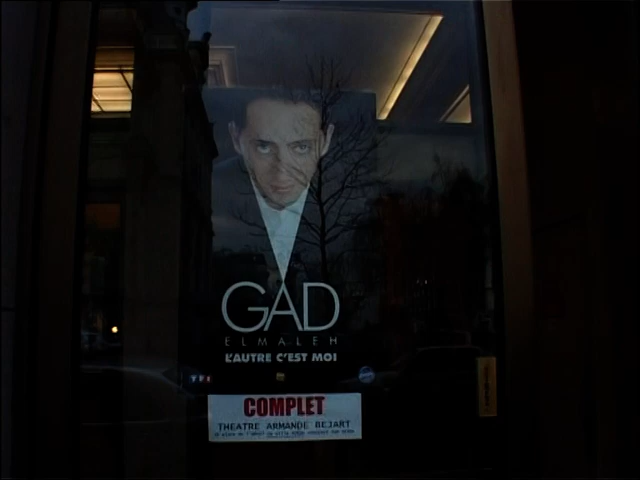 GAD
ELMALEH
L'AUTRE C'EST MOI
TF1
COMPLET
THEATRE ARMANDE BEJART